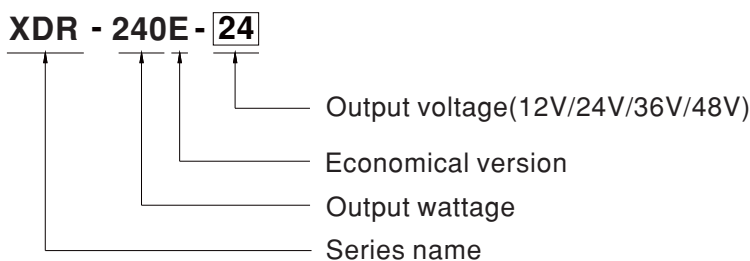 XDR - 240E - 24
Output voltage(12V/24V/36V/48V)
Economical version
Output wattage
Series name